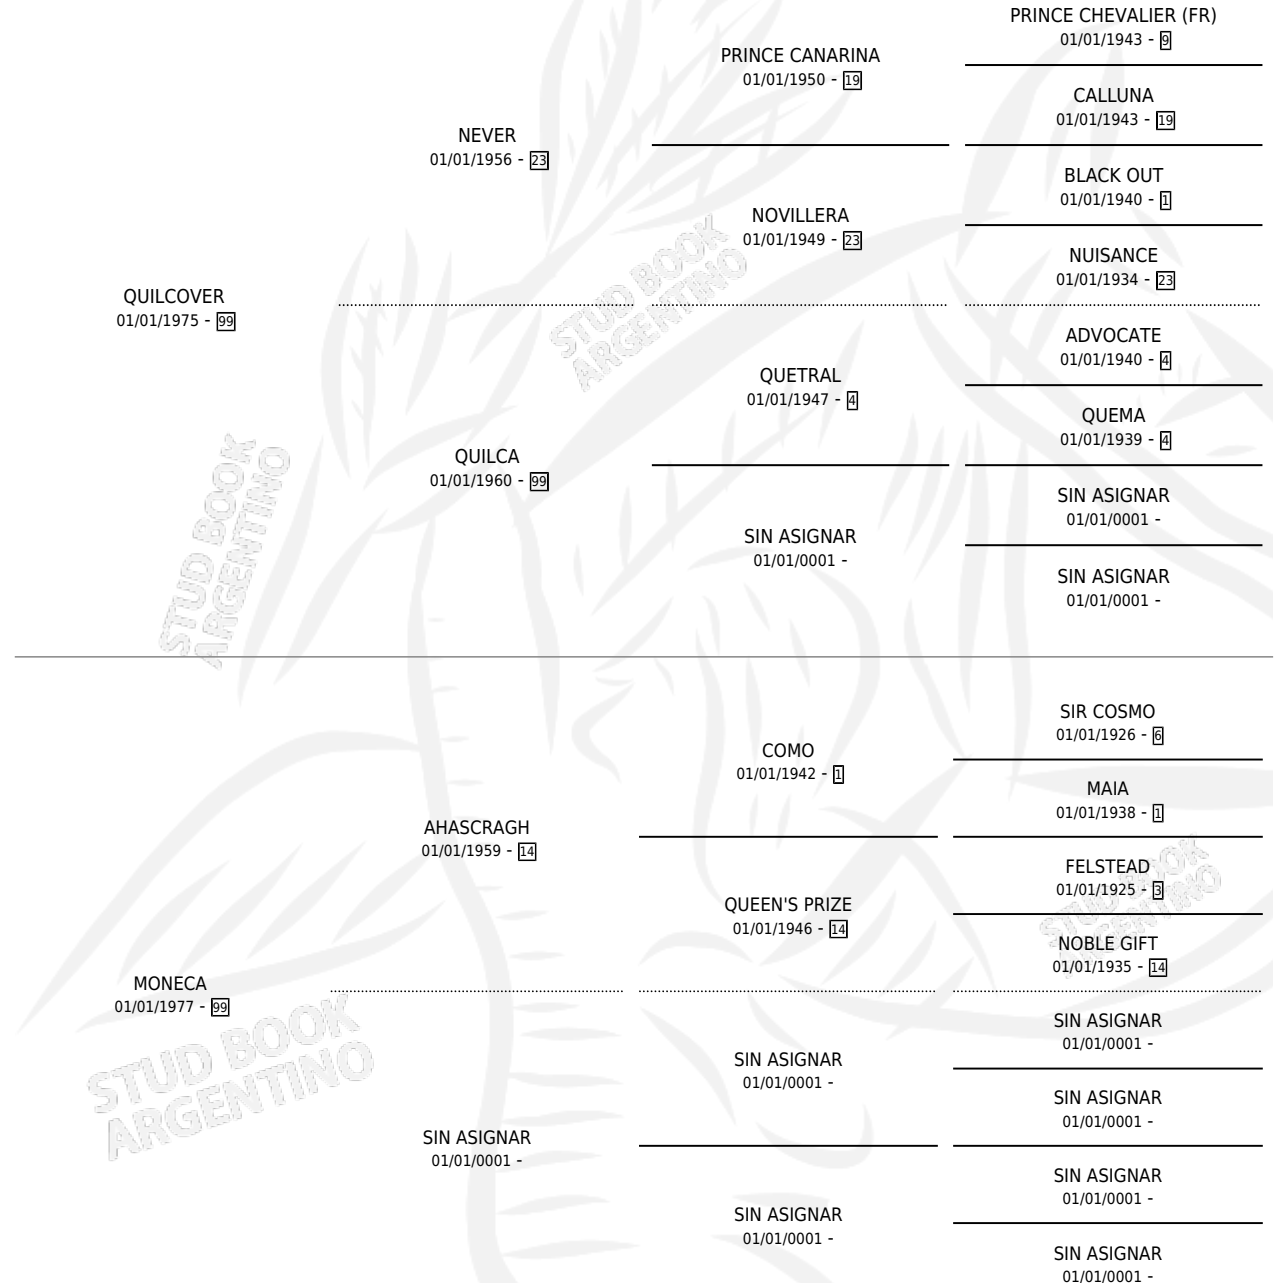 PRINCE CHEVALIER (FR)
01/01/1943 - 9
PRINCE CANARINA
01/01/1950 - 19
CALLUNA
01/01/1943 - 19
NEVER
01/01/1956 - 23
BLACK OUT
01/01/1940 - 1
NOVILLERA
01/01/1949 - 23
NUISANCE
01/01/1934 - 23
QUILCOVER
01/01/1975 - 99
STUD BOOK
ARGENTINO
ADVOCATE
01/01/1940 - 4
QUETRAL
01/01/1947 - 4
QUEMA
01/01/1939 - 4
QUILCA
01/01/1960 - 99
SIN ASIGNAR
01/01/0001 -
SIN ASIGNAR
01/01/0001 -
SIN ASIGNAR
01/01/0001 -
STUD BOOK
ARGENTINO
SIR COSMO
01/01/1926 - 6
COMO
01/01/1942 - 1
MAIA
01/01/1938 - 1
AHASCRAGH
01/01/1959 - 14
FELSTEAD
01/01/1925 - 3
QUEEN'S PRIZE
01/01/1946 - 14
NOBLE GIFT
01/01/1935 - 14
STUD BOOK
ARGENTINO
MONECA
01/01/1977 - 99
SIN ASIGNAR
01/01/0001 -
SIN ASIGNAR
01/01/0001 -
SIN ASIGNAR
01/01/0001 -
STUD BOOK
ARGENTINO
SIN ASIGNAR
01/01/0001 -
SIN ASIGNAR
01/01/0001 -
SIN ASIGNAR
01/01/0001 -
SIN ASIGNAR
01/01/0001 -